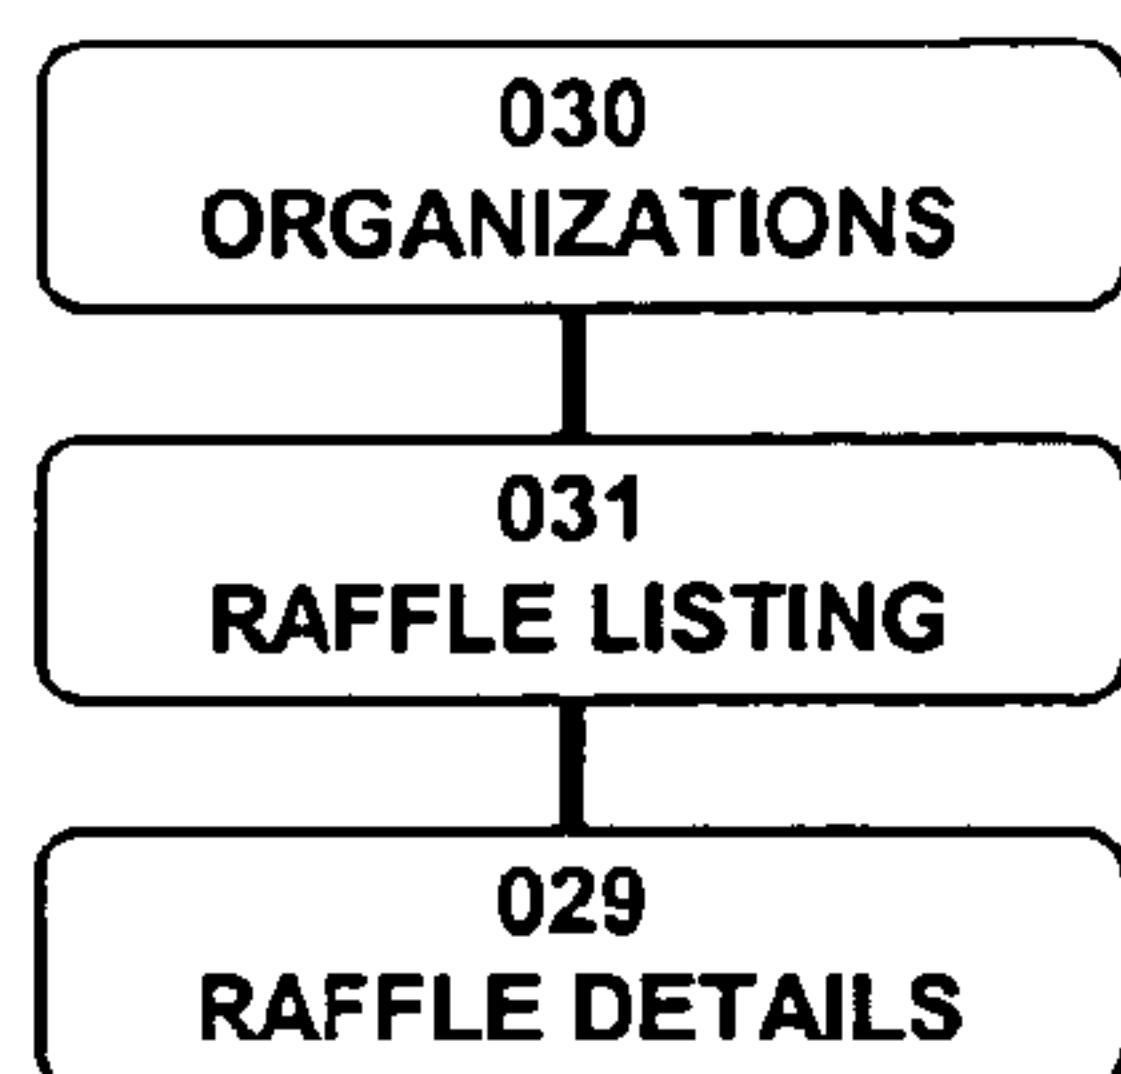 030
ORGANIZATIONS
031
RAFFLE LISTING
029
RAFFLE DETAILS